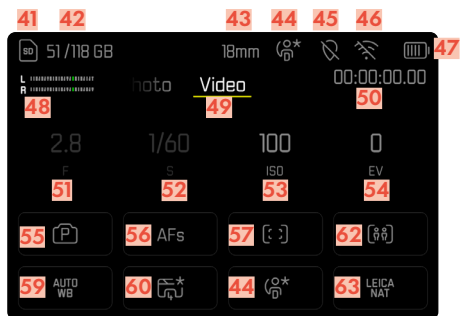 41 42 43 44 45 46
SD 51/118 GB 18mm 47
L
R hoto Video 00:00:00.00
48 49 50
2.8 1/60 100 0
F S ISO EV
51 52 53 54
55 P 56 AFs 57 62
59 AUTO WB 60 44 63 LEICA NAT